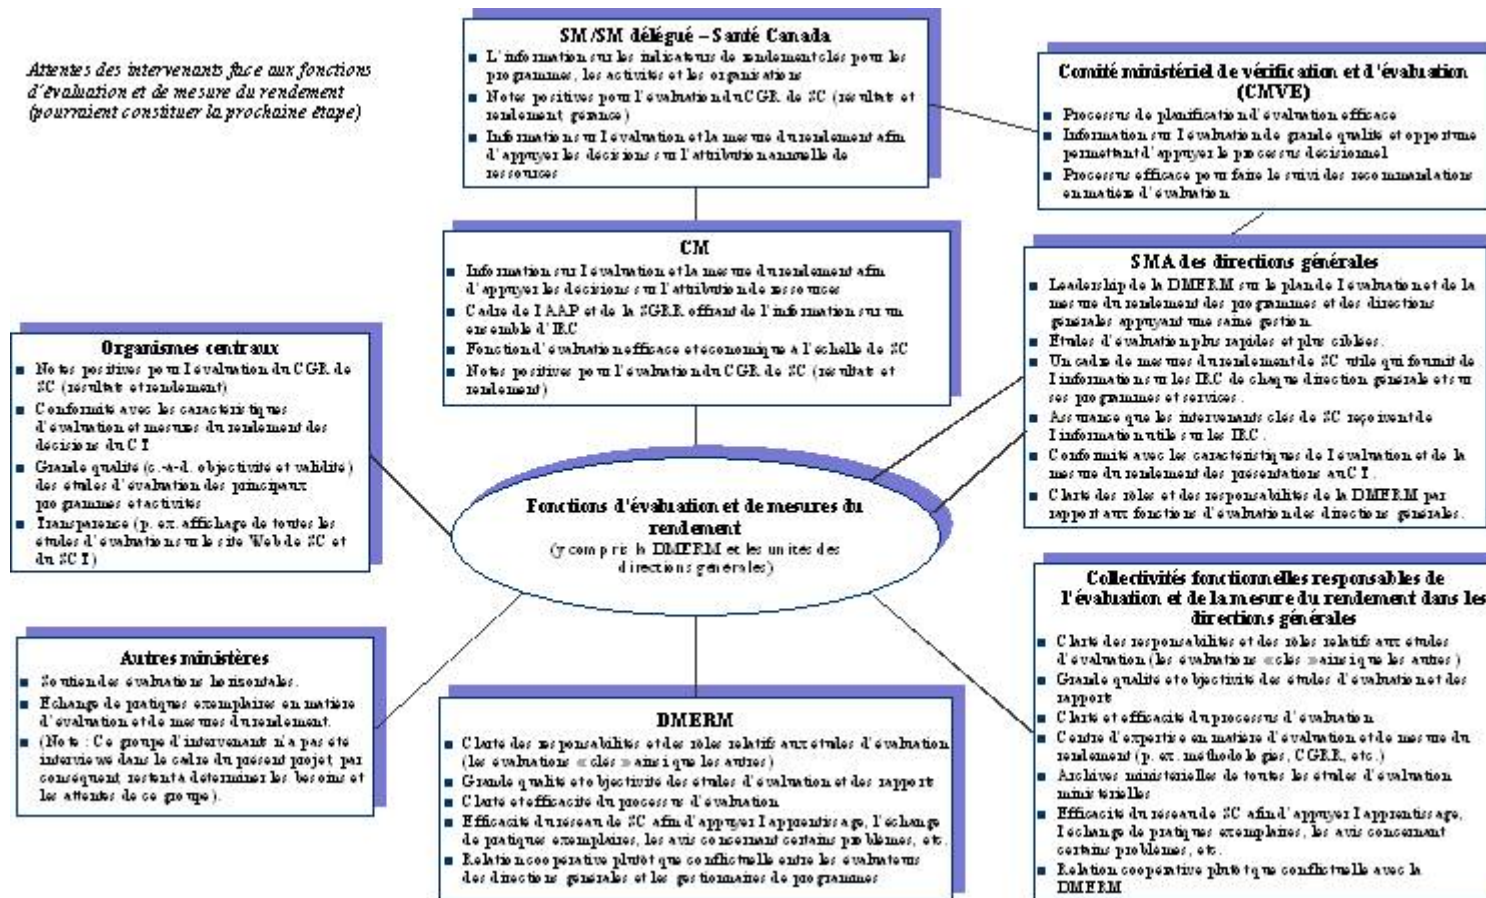 Attentes des intervenants face aux fonctions
d'évaluation et de mesure du rendement
(pourraient constituer la prochaine étape)
SM/SM délégué – Santé Canada
■ L'information sur les indicateurs de rendement clés pour les
programmes, les activités et les organisations
■ Notes positives pour l'évaluation du CGR de SC (résultat et
rendement, gérance)
■ Informations sur l'évaluation et la mesure du rendement afin
d'appuyer les décisions sur l'attribution annuelle de
ressources
Comité ministériel de vérification et d'évaluation
(CMVE)
■ Processus de planification d'évaluation efficace
■ Information sur l'évaluation de grande qualité et opportune
permettant d'appuyer le processus décisionnel
■ Processus efficace pour faire le suivi des recommandations
en matière d'évaluation
CM
■ Information sur l'évaluation et la mesure du rendement afin
d'appuyer les décisions sur l'attribution de ressources
■ Cadre de l'AAP et de la SGRR offrant de l'information sur un
ensemble d'IRC
■ Fonction d'évaluation efficace et économique à l'échelle de SC
■ Notes positives pour l'évaluation du CGR de SC (résultat et
rendement)
SMA des directions générales
■ Leadership de la DMERM sur le plan de l'évaluation et de la
mesure du rendement des programmes et des directions
générales appuyant une saine gestion.
■ Études d'évaluation plus rapides et plus ciblées.
■ Un cadre de mesures du rendement de SC utile qui fournit de
l'information sur les IRC de chaque direction générale et sur
ses programmes et services.
■ Assurance que les intervenants clés de SC reçoivent de
l'information utile sur les IRC.
■ Conformité avec les caractéristiques de l'évaluation et de la
mesure du rendement des présentations au CT.
■ Clarté des rôles et des responsabilités de la DMERM par
rapport aux fonctions d'évaluation des directions générales.
Organismes centraux
■ Notes positives pour l'évaluation du CGR de
SC (résultats et rendement)
■ Conformité avec les caractéristiques
d'évaluation et mesures du rendement des
décisions du CT
■ Grande qualité (c.-à-d. objectivité et validité)
des études d'évaluation des principaux
programmes et activités
■ Transparence (p. ex. affichage de toutes les
études d'évaluation sur le site Web de SC et
du SCT)
Fonctions d'évaluation et de mesures du
rendement
(y compris la DMERM et les unités des
directions générales)
Autres ministères
■ Soutien des évaluations horizontales.
■ Échange de pratiques exemplaires en matière
d'évaluation et de mesures du rendement.
■ (Note : Ce groupe d'intervenants n'a pas été
interviewé dans le cadre du présent projet, par
conséquent, restent à déterminer les besoins et
les attentes de ce groupe).
DMERM
■ Clarté des responsabilités et des rôles relatifs aux études d'évaluation
(les évaluations « clés » ainsi que les autres)
■ Grande qualité et objectivité des études d'évaluation et des rapports
■ Clarté et efficacité du processus d'évaluation
■ Efficacité du réseau de SC afin d'appuyer l'apprentissage, l'échange
de pratiques exemplaires, les avis concernant certains problèmes, etc.
■ Relation coopérative plutôt que conflictuelle entre les évaluateurs
des directions générales et les gestionnaires de programmes
Collectivités fonctionnelles responsables de
l'évaluation et de la mesure du rendement dans les
directions générales
■ Clarté des responsabilités et des rôles relatifs aux études
d'évaluation (les évaluations « clés » ainsi que les autres)
■ Grande qualité et objectivité des études d'évaluation et des
rapports
■ Clarté et efficacité du processus d'évaluation
■ Centre d'expertise en matière d'évaluation et de mesure du
rendement (p. ex. méthodologies, CGRR, etc.)
■ Archives ministérielles de toutes les études d'évaluation
ministérielles
■ Efficacité du réseau de SC afin d'appuyer l'apprentissage,
l'échange de pratiques exemplaires, les avis concernant
certains problèmes, etc.
■ Relation coopérative plutôt que conflictuelle avec la
DMERM